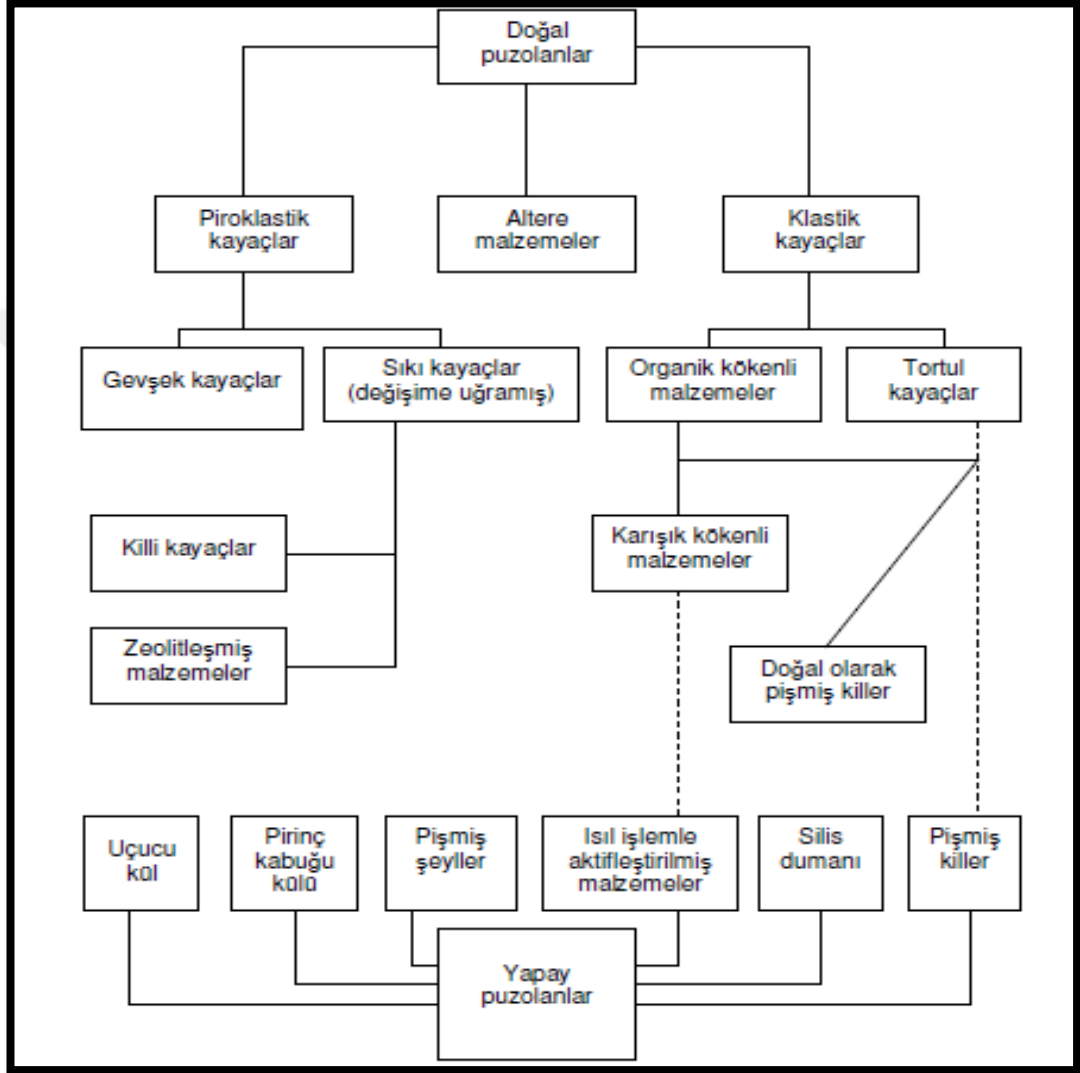 Doğal
puzolanlar
Piroklastik
kayaçlar
Altere
malzemeler
Klastik
kayaçlar
Gevşek kayaçlar
Sıkı kayaçlar
(değişime uğramış)
Organik kökenli
malzemeler
Tortul
kayaçlar
Killi kayaçlar
Karışık kökenli
malzemeler
Zeolitleşmiş
malzemeler
Doğal olarak
pişmiş killer
Uçucu
kül
Pirinç
kabuğu
külü
Pişmiş
şeyller
Isıl işlemle
aktifleştirilmiş
malzemeler
Silis
dumanı
Pişmiş
killer
Yapay
puzolanlar